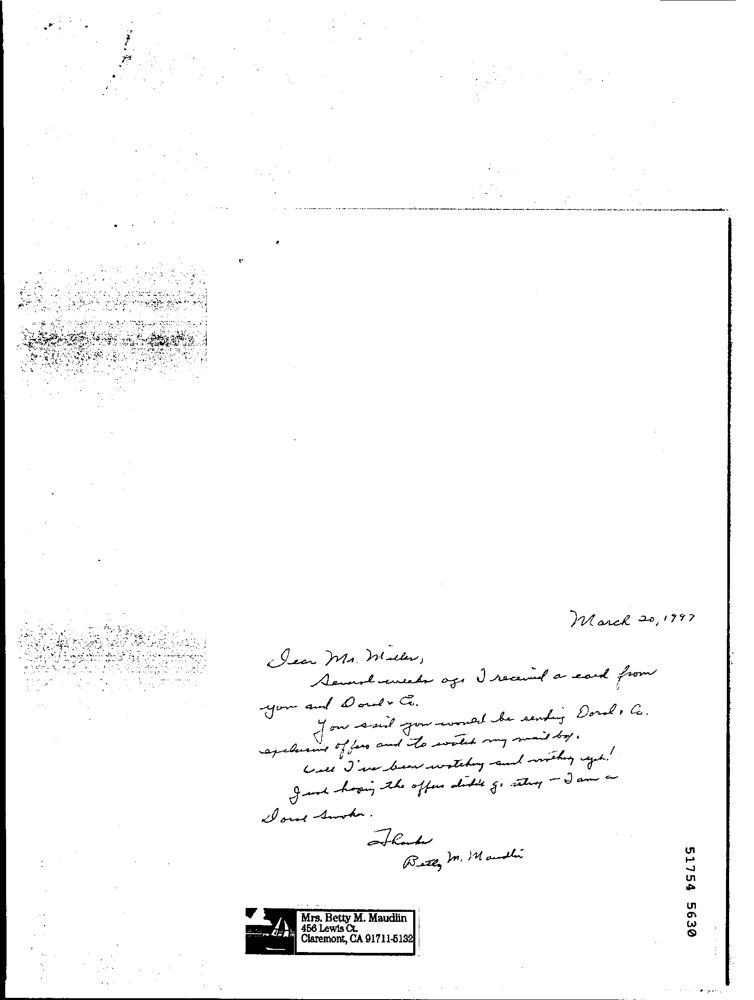 March 20, 1997
Dear Mr. Miller,
Several weeks ago I received a card from
you and Doral & Co.
You said you would be sending Doral & Co.
exclusive offers and to watch my mail box.
Well I've been watching and nothing yet!
Just hoping the offers didn't go astray - I am a
Doral Smoker.
Thanks
Betty M. Maudlin
Mrs. Betty M. Maudlin
456 Lewis Ct.
Claremont, CA 91711-5132
51754 5630